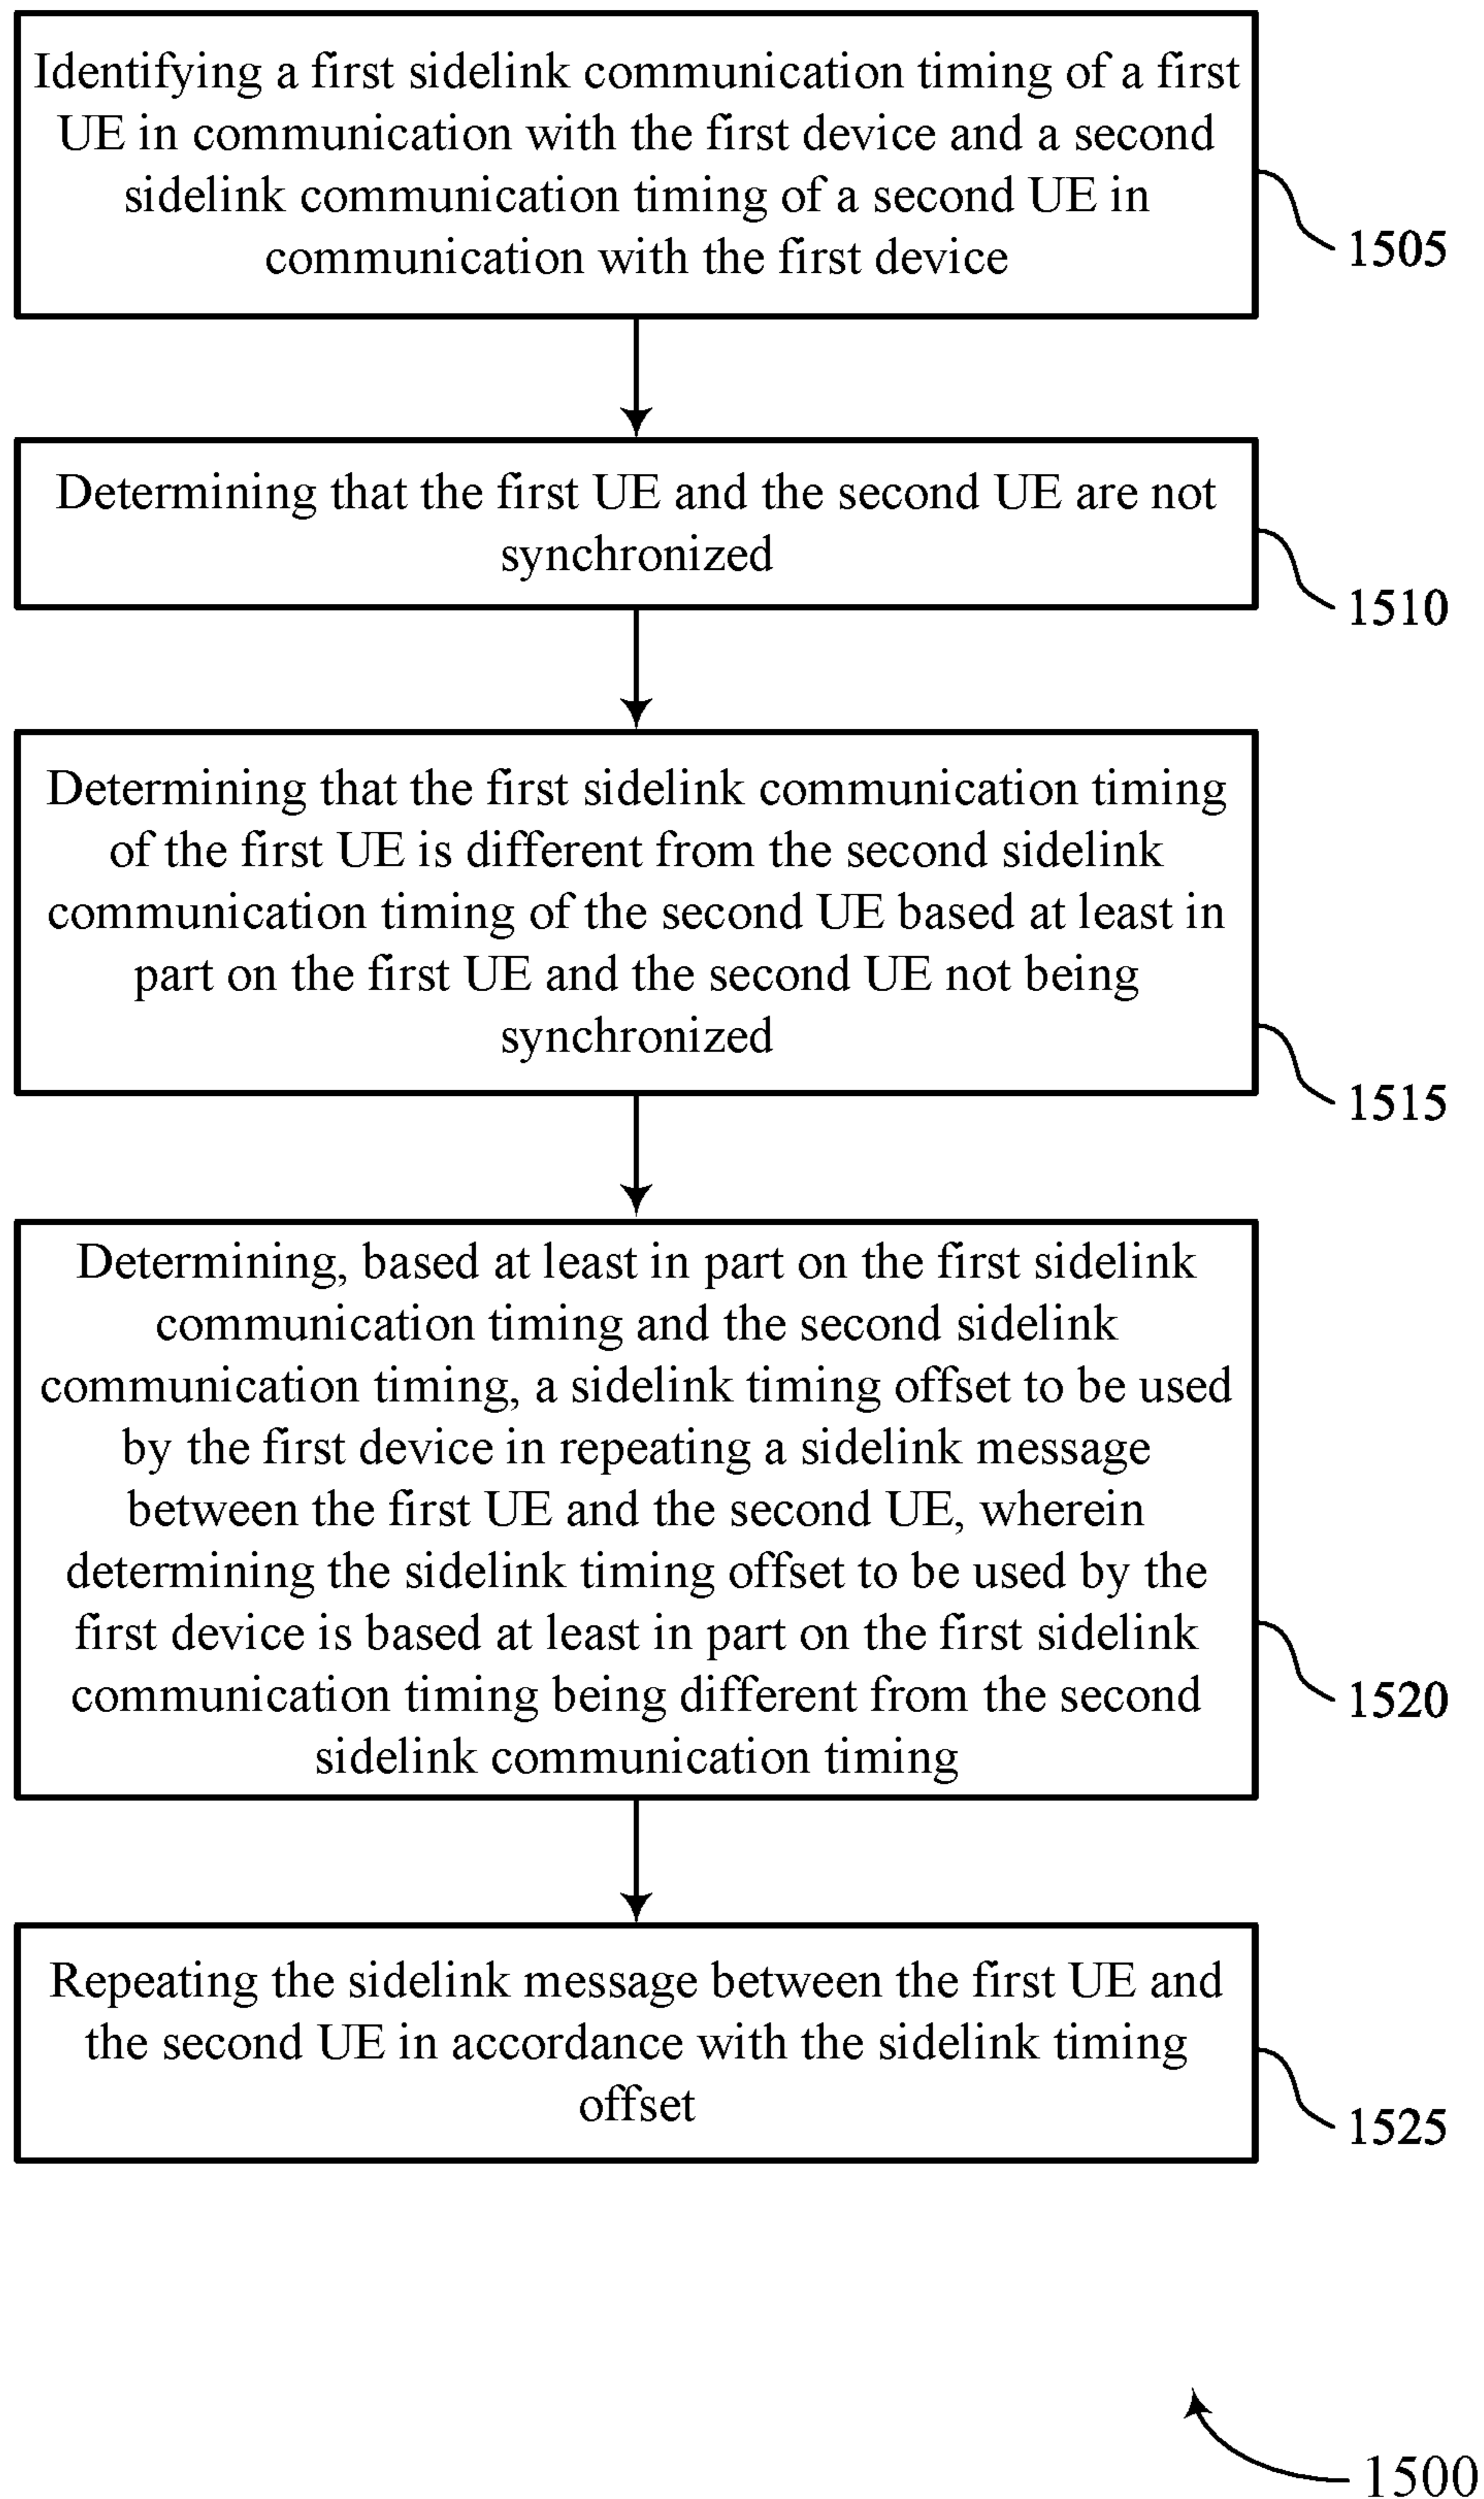 Identifying a first sidelink communication timing of a first
UE in communication with the first device and a second
sidelink communication timing of a second UE in
communication with the first device
1505
Determining that the first UE and the second UE are not
synchronized
1510
Determining that the first sidelink communication timing
of the first UE is different from the second sidelink
communication timing of the second UE based at least in
part on the first UE and the second UE not being
synchronized
1515
Determining, based at least in part on the first sidelink
communication timing and the second sidelink
communication timing, a sidelink timing offset to be used
by the first device in repeating a sidelink message
between the first UE and the second UE, wherein
determining the sidelink timing offset to be used by the
first device is based at least in part on the first sidelink
communication timing being different from the second
sidelink communication timing
1520
Repeating the sidelink message between the first UE and
the second UE in accordance with the sidelink timing
offset
1525
1500